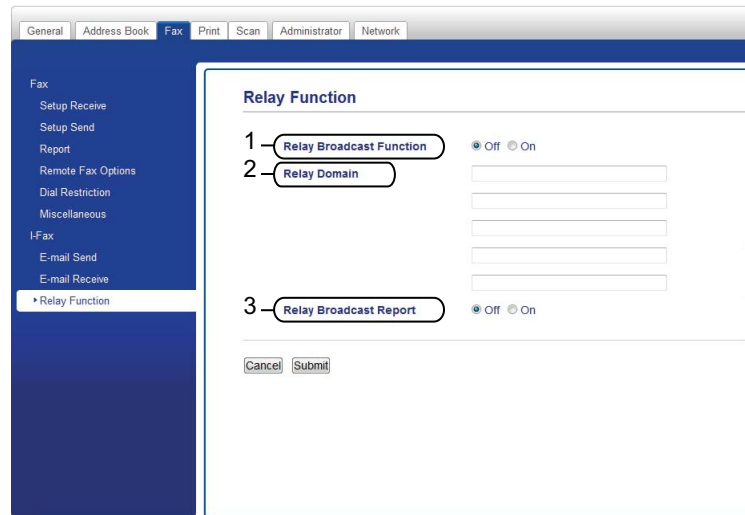 General Address Book Fax Print Scan Administrator Network
Fax
Setup Receive
Setup Send
Report
Remote Fax Options
Dial Restriction
Miscellaneous
I-Fax
E-mail Send
E-mail Receive
Relay Function
Relay Function
1 Relay Broadcast Function Off On
2 Relay Domain
3 Relay Broadcast Report Off On
Cancel Submit